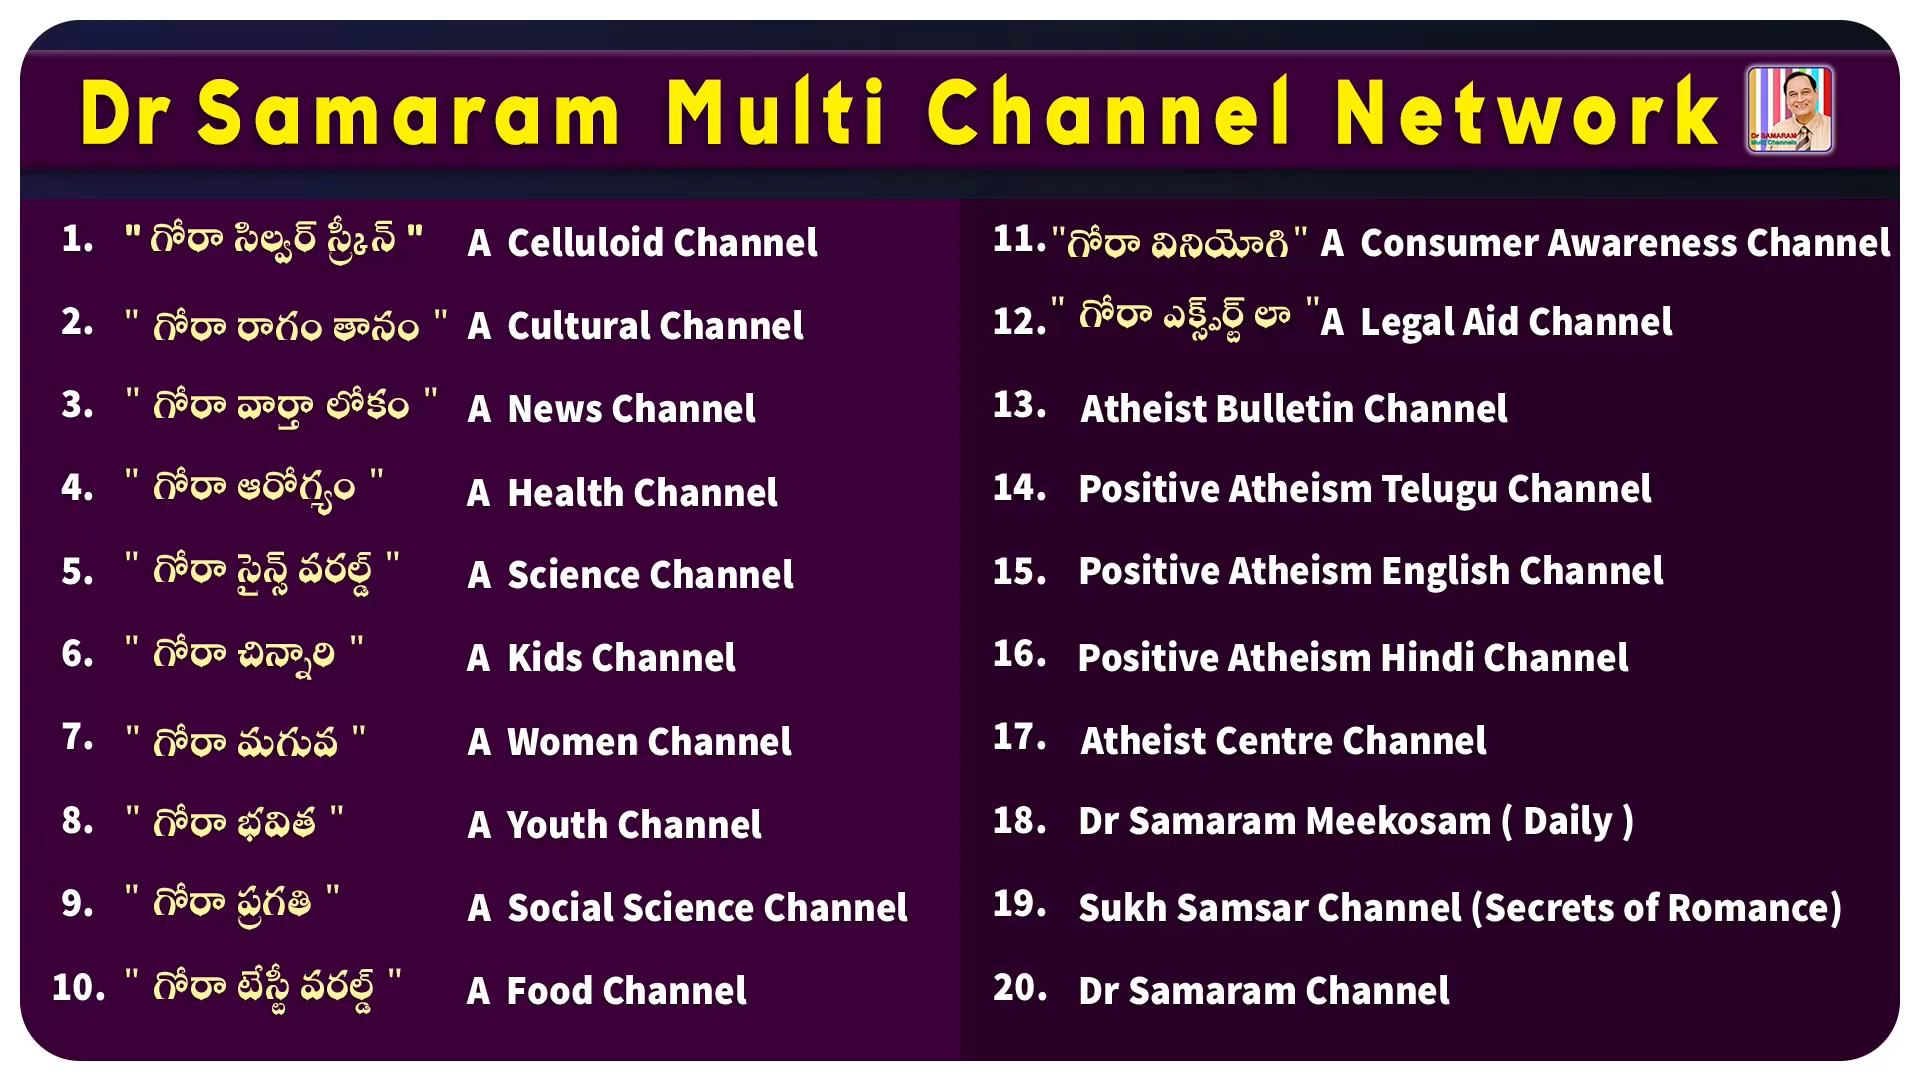 Dr Samaram Multi Channel Network
Dr SAMARAM
Multi Channels
1. " గోరా సిల్వర్ స్క్రీన్ " A Celluloid Channel
2. " గోరా రాగం తానం " A Cultural Channel
3. " గోరా వార్తా లోకం " A News Channel
4. " గోరా ఆరోగ్యం " A Health Channel
5. " గోరా సైన్స్ వరల్డ్ " A Science Channel
6. " గోరా చిన్నారి " A Kids Channel
7. " గోరా మగువ " A Women Channel
8. " గోరా భవిత " A Youth Channel
9. " గోరా ప్రగతి " A Social Science Channel
10. " గోరా టేస్టీ వరల్డ్ " A Food Channel
11. "గోరా వినియోగి" A Consumer Awareness Channel
12. " గోరా ఎక్స్పర్ట్ లా " A Legal Aid Channel
13. Atheist Bulletin Channel
14. Positive Atheism Telugu Channel
15. Positive Atheism English Channel
16. Positive Atheism Hindi Channel
17. Atheist Centre Channel
18. Dr Samaram Meekosam ( Daily )
19. Sukh Samsar Channel (Secrets of Romance)
20. Dr Samaram Channel